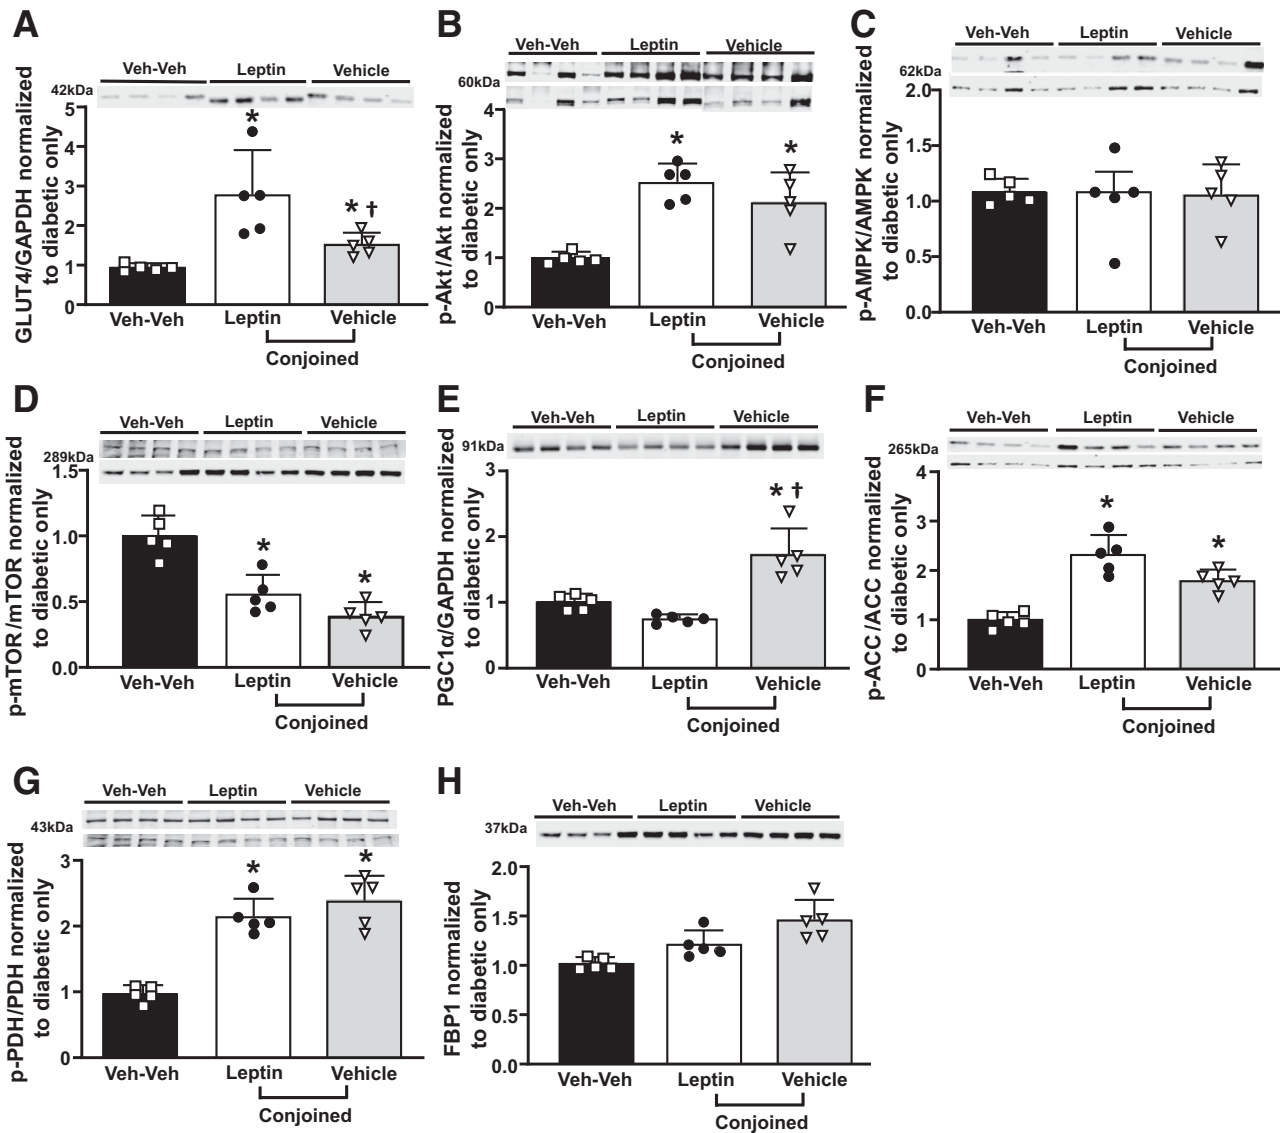 A
Veh-Veh Leptin Vehicle
42kDa
GLUT4/GAPDH normalized
to diabetic only
5
4
3
2
1
0
*
* †
Veh-Veh Leptin Vehicle
Conjoined
B
Veh-Veh Leptin Vehicle
60kDa
p-Akt/Akt normalized
to diabetic only
4
3
2
1
0
*
*
Veh-Veh Leptin Vehicle
Conjoined
C
Veh-Veh Leptin Vehicle
62kDa
p-AMPK/AMPK normalized
to diabetic only
2.0
1.5
1.0
0.5
0.0
Veh-Veh Leptin Vehicle
Conjoined
D
Veh-Veh Leptin Vehicle
289kDa
p-mTOR/mTOR normalized
to diabetic only
1.5
1.0
0.5
0.0
*
*
Veh-Veh Leptin Vehicle
Conjoined
E
Veh-Veh Leptin Vehicle
91kDa
PGC1α/GAPDH normalized
to diabetic only
3
2
1
0
* †
Veh-Veh Leptin Vehicle
Conjoined
F
Veh-Veh Leptin Vehicle
265kDa
p-ACC/ACC normalized
to diabetic only
4
3
2
1
0
*
*
Veh-Veh Leptin Vehicle
Conjoined
G
Veh-Veh Leptin Vehicle
43kDa
p-PDH/PDH normalized
to diabetic only
3
2
1
0
*
*
Veh-Veh Leptin Vehicle
Conjoined
H
Veh-Veh Leptin Vehicle
37kDa
FBP1 normalized
to diabetic only
2.0
1.5
1.0
0.5
0.0
Veh-Veh Leptin Vehicle
Conjoined